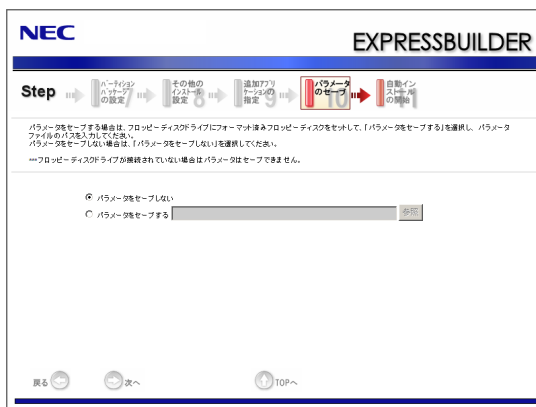 NEC
EXPRESSBUILDER
Step
パーティション
パッケージ
の設定 7
その他の
インストール
設定 8
追加アプリ
ケーションの
指定 9
パラメータ
のセーブ 10
自動イン
ストール
の開始 11
パラメータをセーブする場合は、フロッピーディスクドライブにフォーマット済みフロッピーディスクをセットして、「パラメータをセーブする」を選択し、パラメータ
ファイルのパスを入力してください。
パラメータをセーブしない場合は、「パラメータをセーブしない」を選択してください。
***フロッピーディスクドライブが接続されていない場合はパラメータはセーブできません。
パラメータをセーブしない
パラメータをセーブする
参照
戻る
次へ
TOPへ